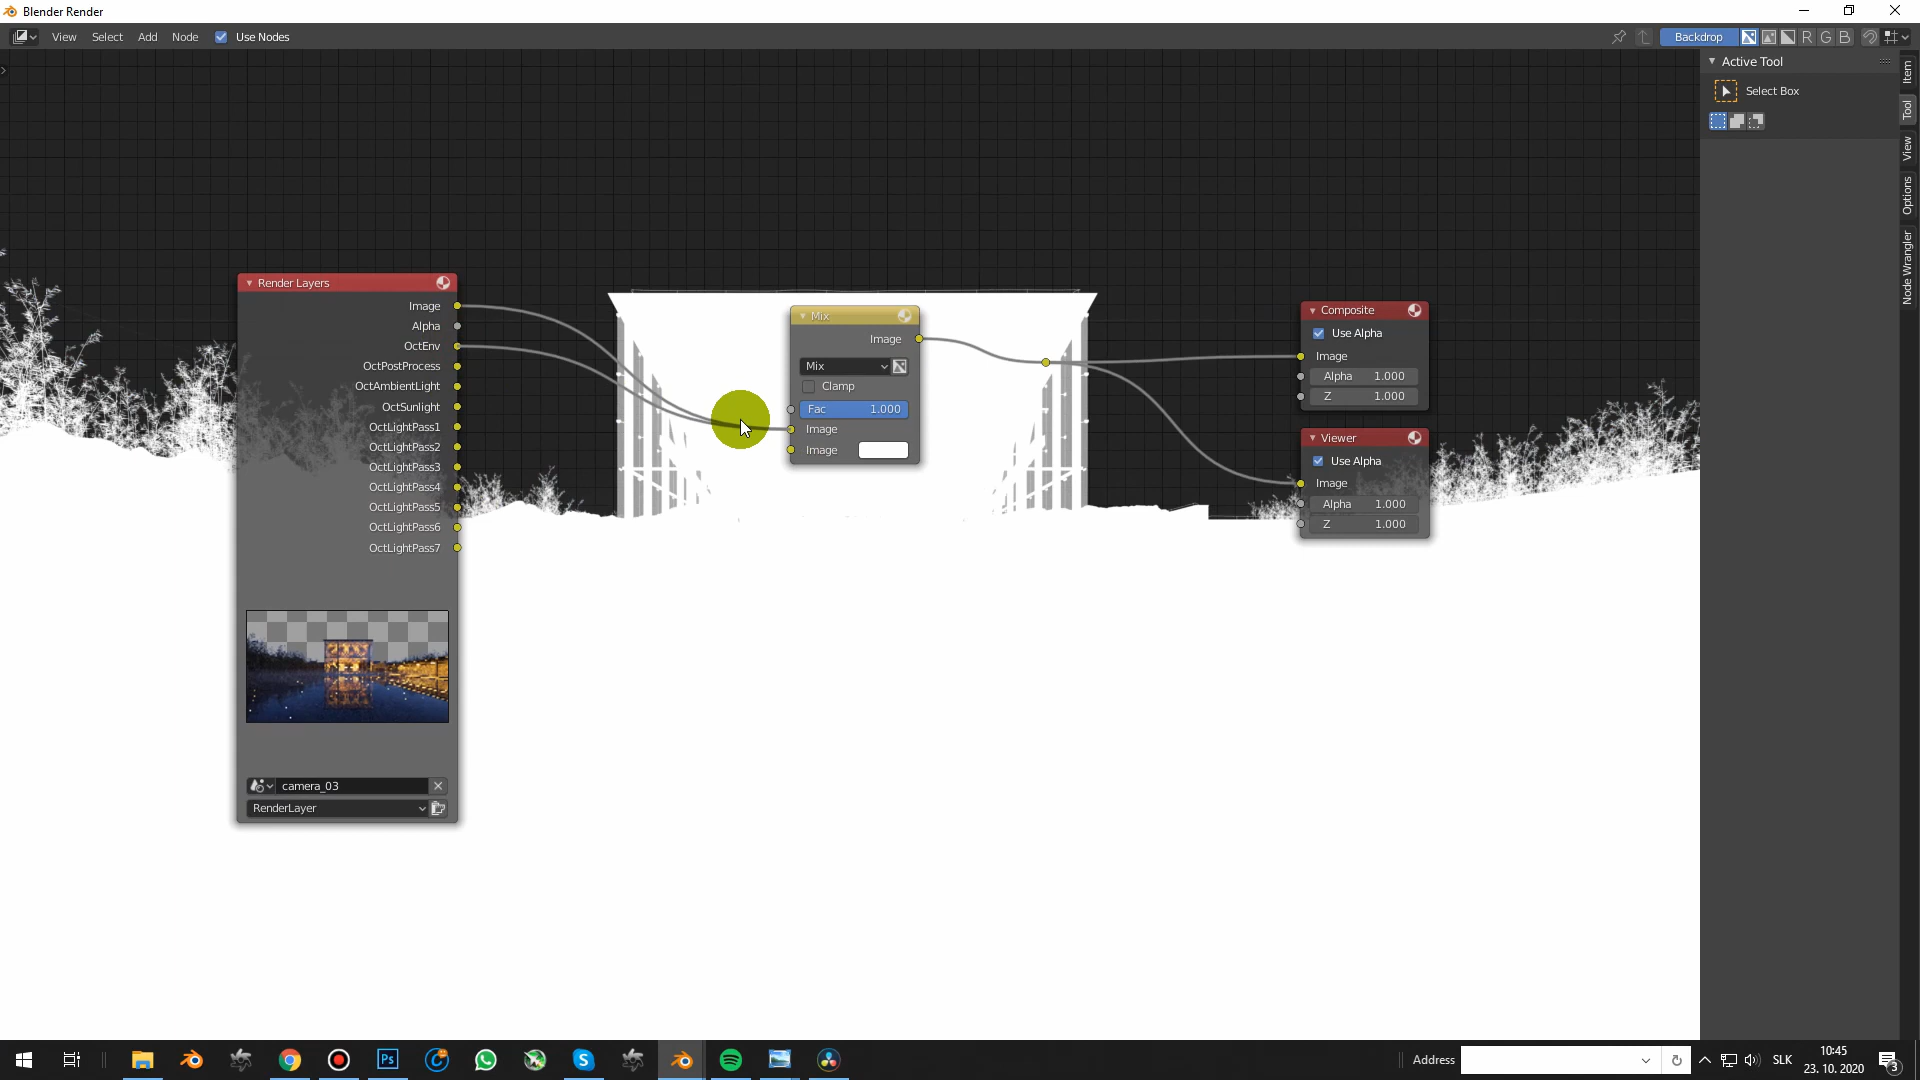 Blender Render
View Select Add Node Use Nodes
Backdrop R G B
Active Tool
Select Box
Item
Tool
View
Options
Node Wrangler
Render Layers
Image
Alpha
OctEnv
OctPostProcess
OctAmbientLight
OctSunlight
OctLightPass1
OctLightPass2
OctLightPass3
OctLightPass4
OctLightPass5
OctLightPass6
OctLightPass7
camera_03
RenderLayer
Mix
Image
Mix
Clamp
Fac 1.000
Image
Image
Composite
Use Alpha
Image
Alpha 1.000
Z 1.000
Viewer
Use Alpha
Image
Alpha 1.000
Z 1.000
Ps
Address
SLK
10:45
23. 10. 2020
3